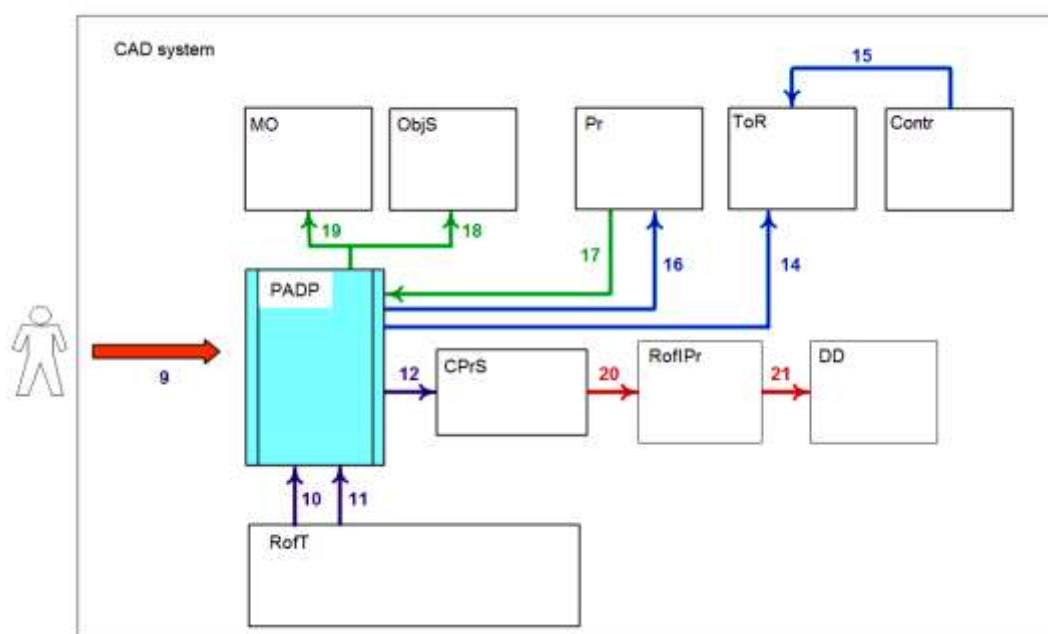 CAD system
15
MO
ObjS
Pr
ToR
Contr
19
18
17
16
14
PADP
9
12
CPrS
20
RofIPr
21
DD
10
11
RofT